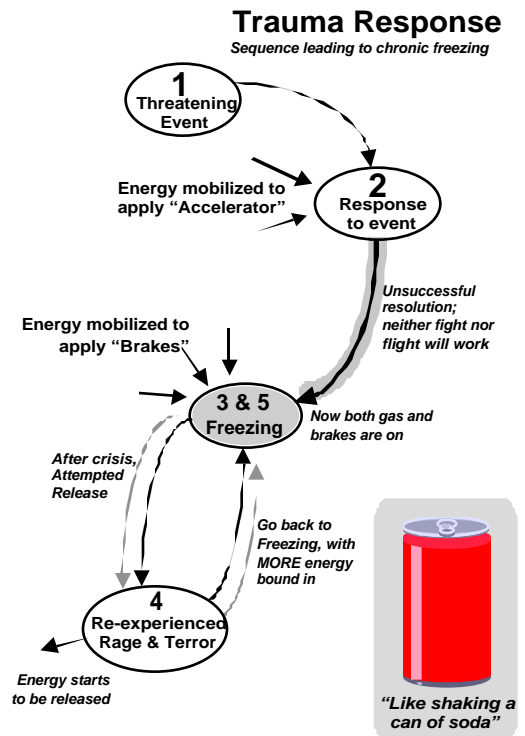 Trauma Response
Sequence leading to chronic freezing
1
Threatening
Event
Energy mobilized to
apply “Accelerator”
2
Response
to event
Unsuccessful
resolution;
neither fight nor
flight will work
Energy mobilized to
apply “Brakes”
3 & 5
Freezing
Now both gas and
brakes are on
After crisis,
Attempted
Release
Go back to
Freezing, with
MORE energy
bound in
4
Re-experienced
Rage & Terror
Energy starts
to be released
“Like shaking a
can of soda”